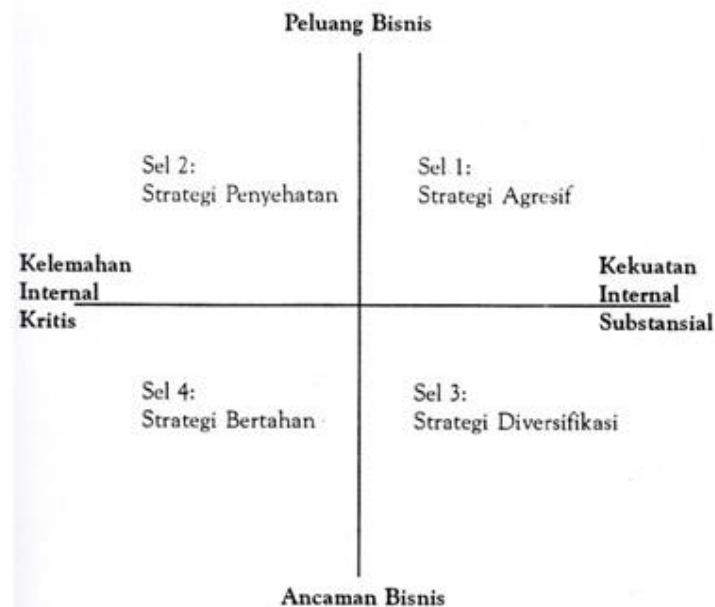 Peluang Bisnis
Sel 2:
Strategi Penyehatan
Sel 1:
Strategi Agresif
Kelemahan
Internal
Kritis
Kekuatan
Internal
Substansial
Sel 4:
Strategi Bertahan
Sel 3:
Strategi Diversifikasi
Ancaman Bisnis